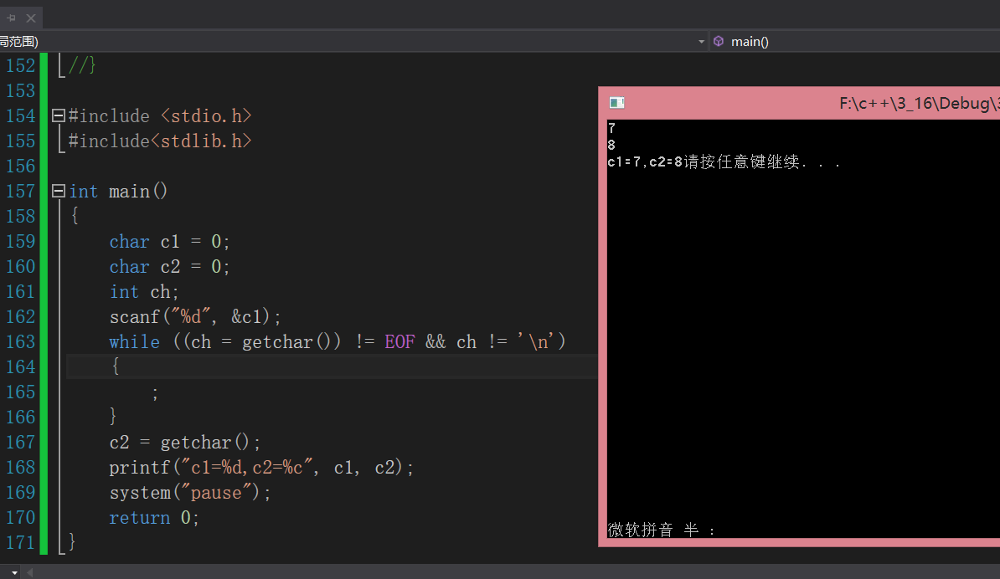 局范围)
main()
152 //}
153
154 #include <stdio.h>
155 #include<stdlib.h>
156
157 int main()
158 {
159 char c1 = 0;
160 char c2 = 0;
161 int ch;
162 scanf("%d", &c1);
163 while ((ch = getchar()) != EOF && ch != '\n')
164 {
165 ;
166 }
167 c2 = getchar();
168 printf("c1=%d,c2=%c", c1, c2);
169 system("pause");
170 return 0;
171 }
F:\c++\3_16\Debug\3
7
8
c1=7,c2=8请按任意键继续. . .
微软拼音 半 :